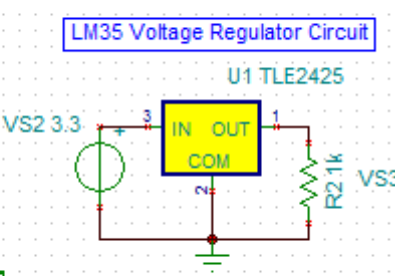 LM35 Voltage Regulator Circuit
U1 TLE2425
VS2 3.3
+
3
IN
OUT
1
COM
2
R2 1k
VS3